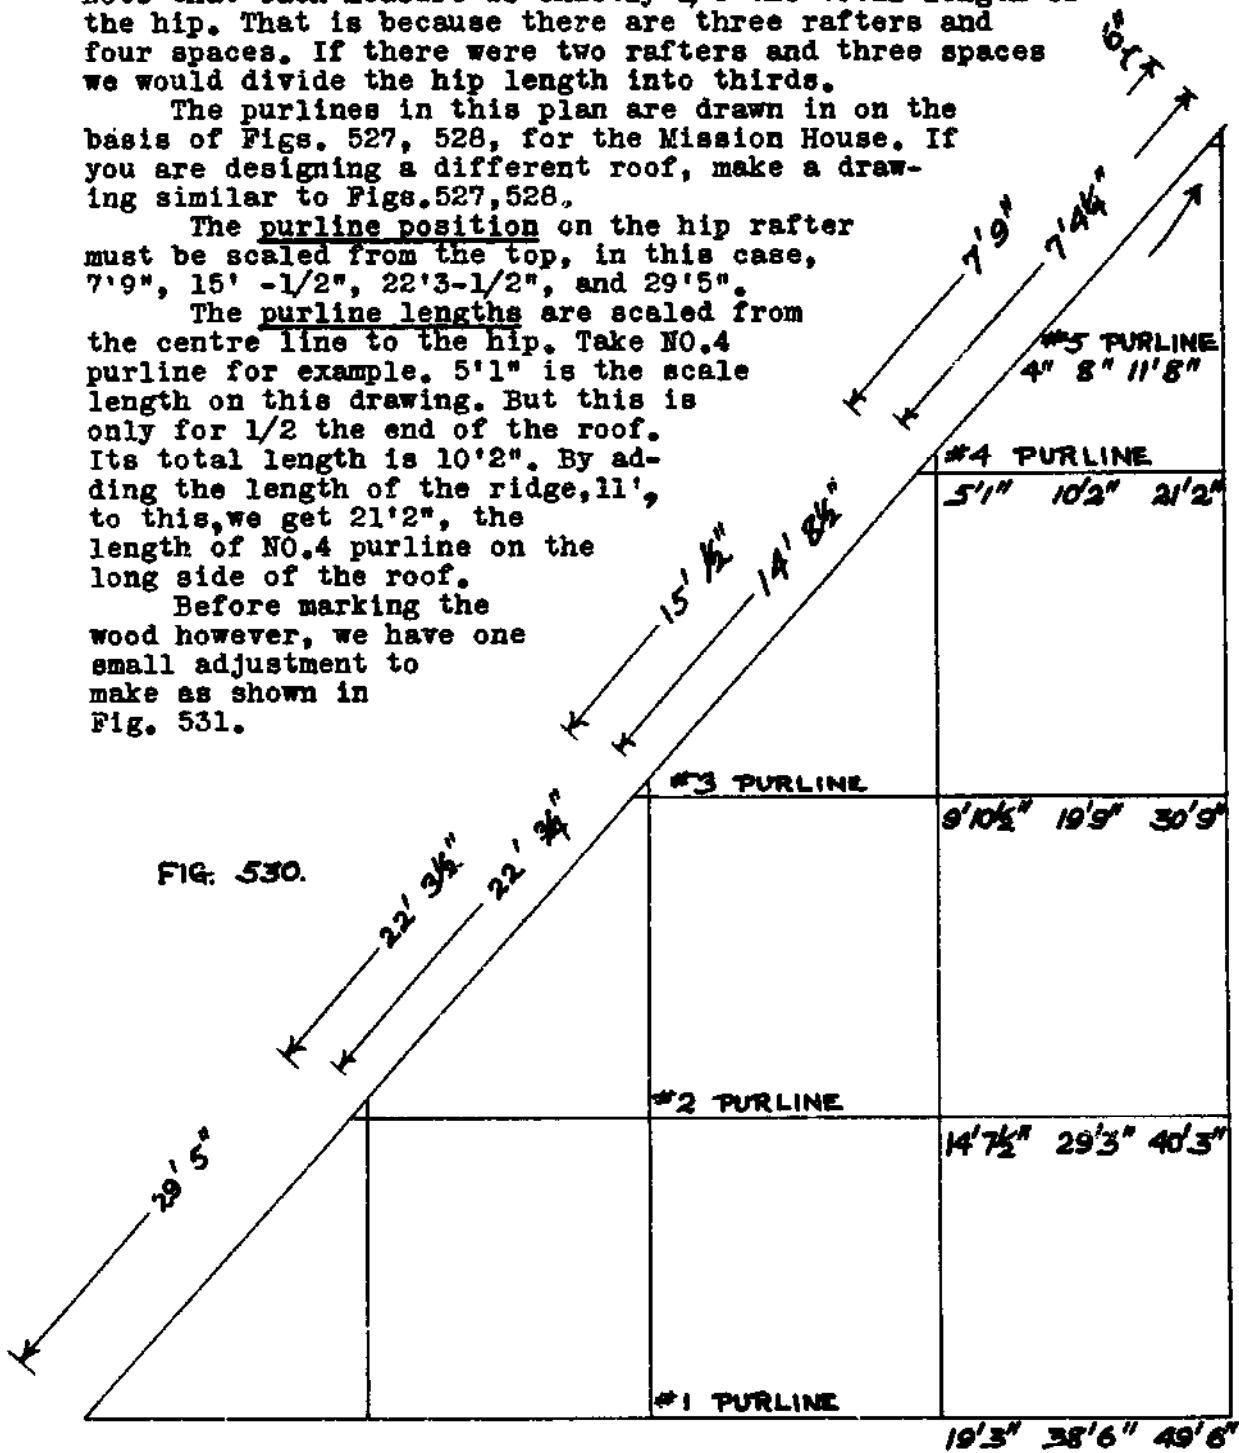 the hip. That is because there are three rafters and
four spaces. If there were two rafters and three spaces
we would divide the hip length into thirds.
The purlines in this plan are drawn in on the
basis of Figs. 527, 528, for the Mission House. If
you are designing a different roof, make a draw-
ing similar to Figs.527,528.
The purline position on the hip rafter
must be scaled from the top, in this case,
7'9", 15' -1/2", 22'3-1/2", and 29'5".
The purline lengths are scaled from
the centre line to the hip. Take NO.4
purline for example. 5'1" is the scale
length on this drawing. But this is
only for 1/2 the end of the roof.
Its total length is 10'2". By ad-
ding the length of the ridge,11',
to this,we get 21'2", the
length of NO.4 purline on the
long side of the roof.
Before marking the
wood however, we have one
small adjustment to
make as shown in
Fig. 531.
7'9"
7'4¼"
#5 PURLINE
4" 8" 11'8"
#4 PURLINE
5'1" 10'2" 21'2"
15' ½"
14' 8½"
#3 PURLINE
9'10½" 19'9" 30'9"
FIG. 530.
22' 3½"
22' ¾"
#2 PURLINE
14'7½" 29'3" 40'3"
29' 5"
#1 PURLINE
19'3" 38'6" 49'6"